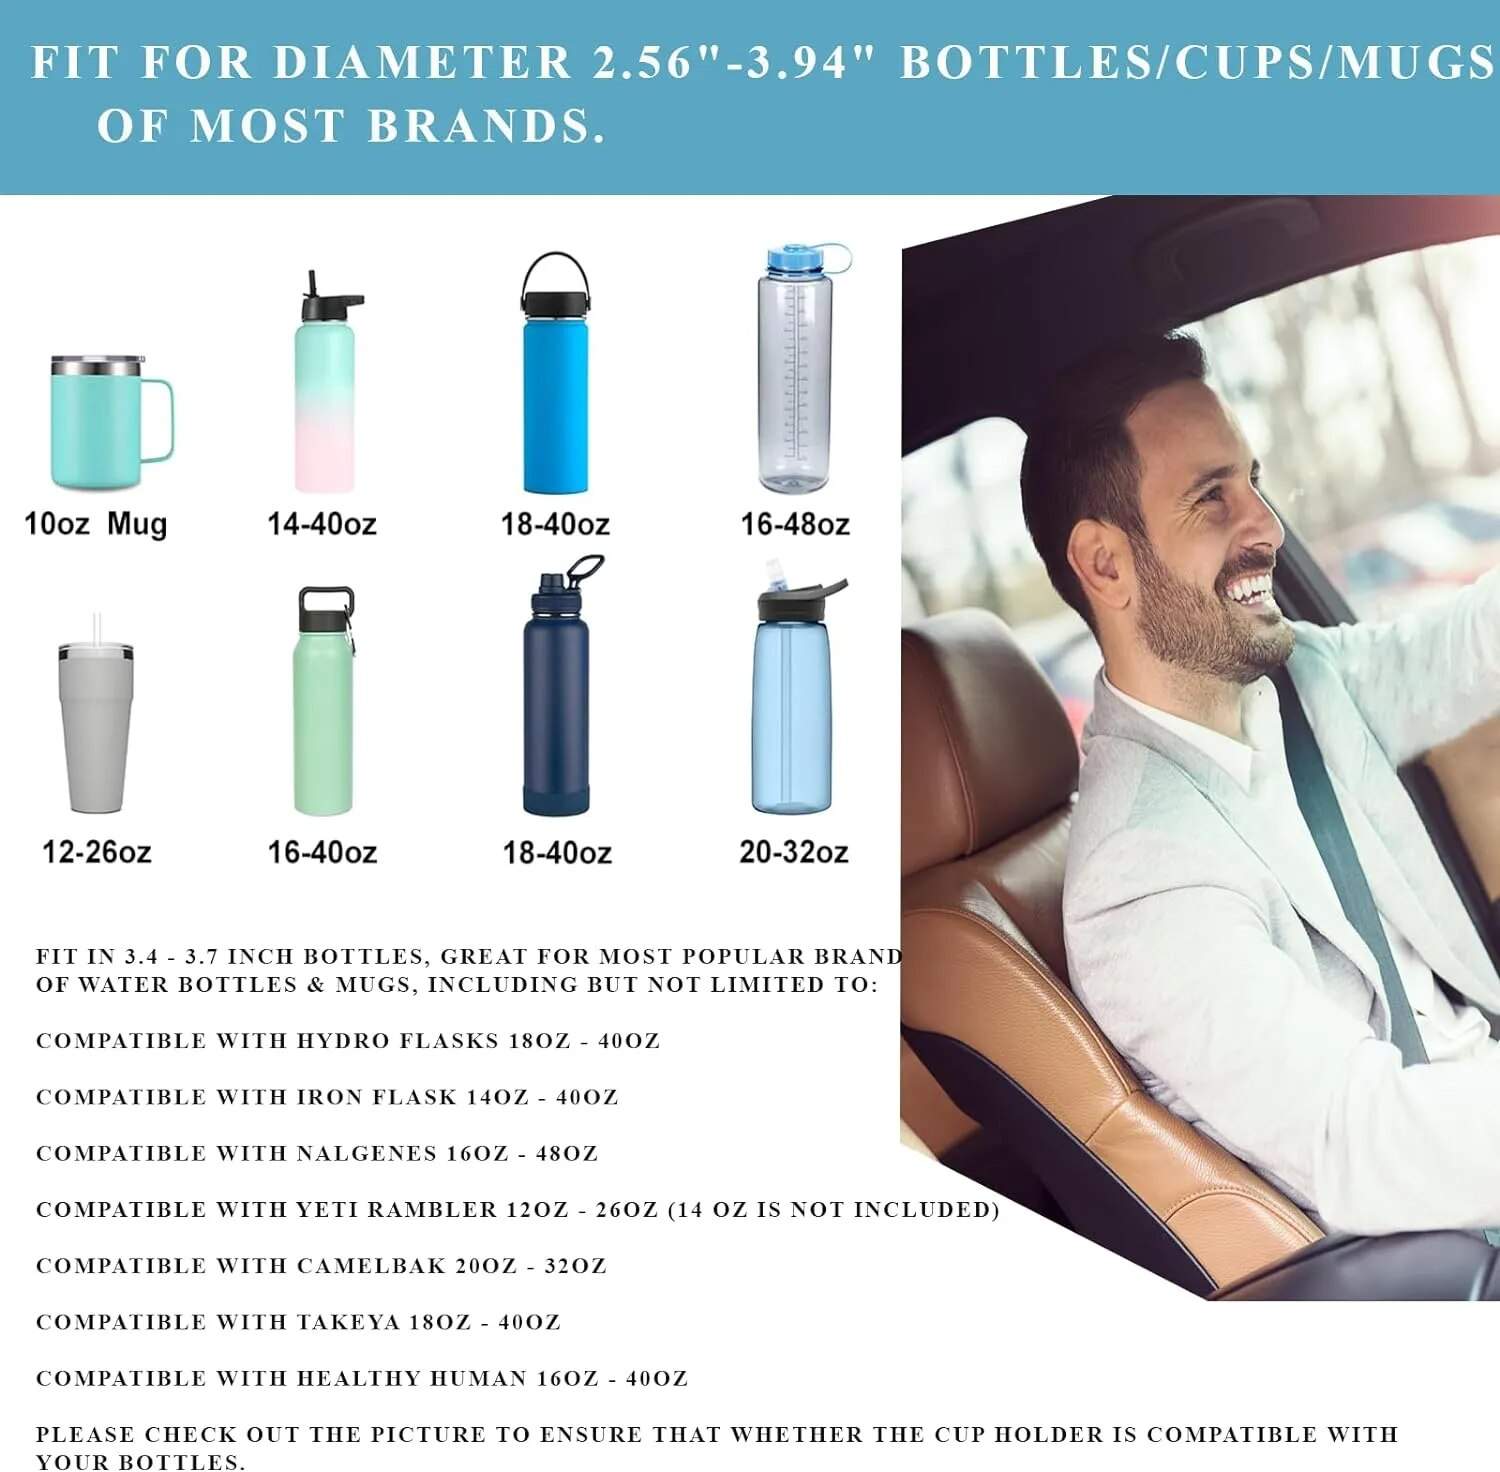 FIT FOR DIAMETER 2.56"-3.94" BOTTLES/CUPS/MUGS
OF MOST BRANDS.
10oz Mug
14-40oz
18-40oz
16-48oz
12-26oz
16-40oz
18-40oz
20-32oz
FIT IN 3.4 - 3.7 INCH BOTTLES, GREAT FOR MOST POPULAR BRAND
OF WATER BOTTLES & MUGS, INCLUDING BUT NOT LIMITED TO:
COMPATIBLE WITH HYDRO FLASKS 18OZ - 40OZ
COMPATIBLE WITH IRON FLASK 14OZ - 40OZ
COMPATIBLE WITH NALGENES 16OZ - 48OZ
COMPATIBLE WITH YETI RAMBLER 12OZ - 26OZ (14 OZ IS NOT INCLUDED)
COMPATIBLE WITH CAMELBAK 20OZ - 32OZ
COMPATIBLE WITH TAKEYA 18OZ - 40OZ
COMPATIBLE WITH HEALTHY HUMAN 16OZ - 40OZ
PLEASE CHECK OUT THE PICTURE TO ENSURE THAT WHETHER THE CUP HOLDER IS COMPATIBLE WITH
YOUR BOTTLES.